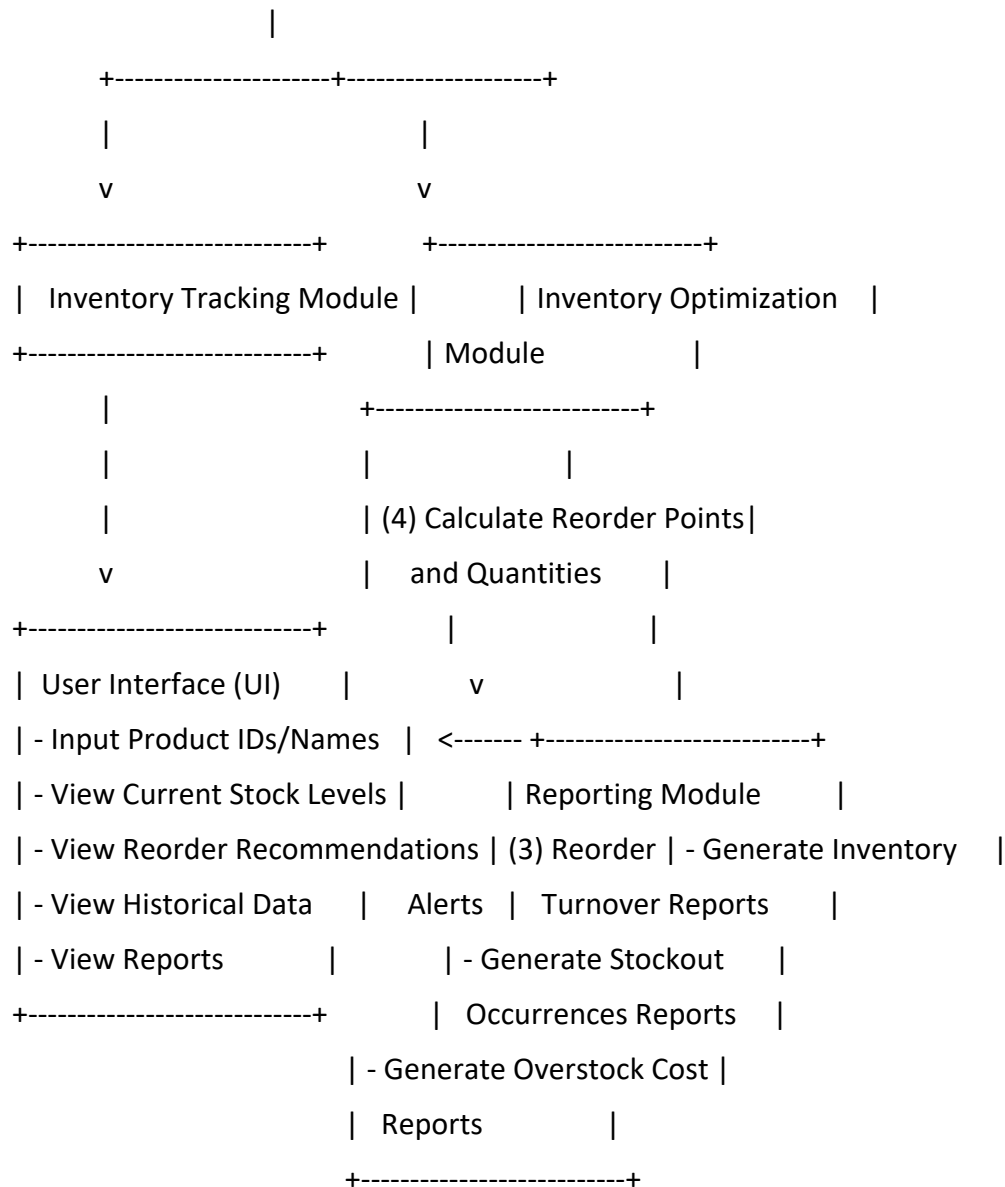 |
+----------------------+--------------------+
| |
v v
+-----------------------------+ +---------------------------+
| Inventory Tracking Module | | Inventory Optimization |
+-----------------------------+ | Module |
| +---------------------------+
| | |
| | (4) Calculate Reorder Points|
v | and Quantities |
+-----------------------------+ | |
| User Interface (UI) | v |
| - Input Product IDs/Names | <------- +---------------------------+
| - View Current Stock Levels | | Reporting Module |
| - View Reorder Recommendations | (3) Reorder | - Generate Inventory |
| - View Historical Data | Alerts | Turnover Reports |
| - View Reports | | - Generate Stockout |
+-----------------------------+ | Occurrences Reports |
| - Generate Overstock Cost |
| Reports |
+---------------------------+